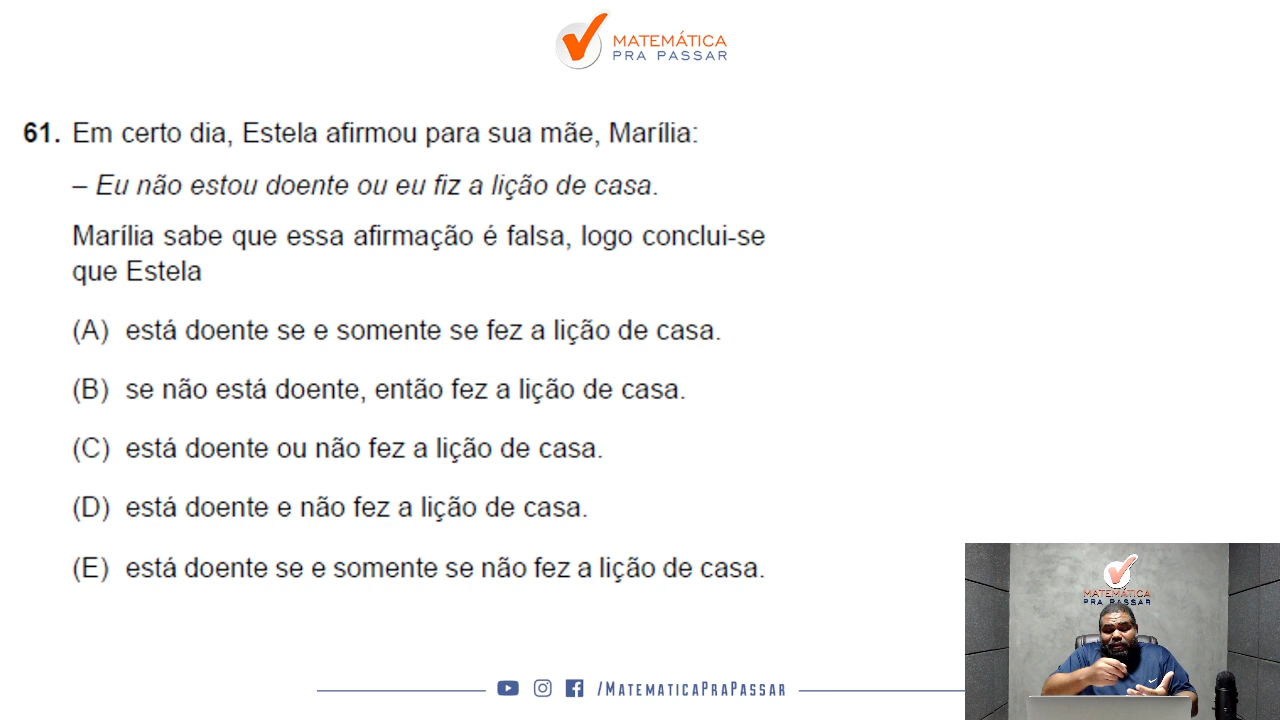 MATEMÁTICA
PRA PASSAR
61. Em certo dia, Estela afirmou para sua mãe, Marília:
– Eu não estou doente ou eu fiz a lição de casa.
Marília sabe que essa afirmação é falsa, logo conclui-se
que Estela
(A) está doente se e somente se fez a lição de casa.
(B) se não está doente, então fez a lição de casa.
(C) está doente ou não fez a lição de casa.
(D) está doente e não fez a lição de casa.
(E) está doente se e somente se não fez a lição de casa.
MATEMÁTICA
PRA PASSAR
/MATEMATICAPRAPASSAR